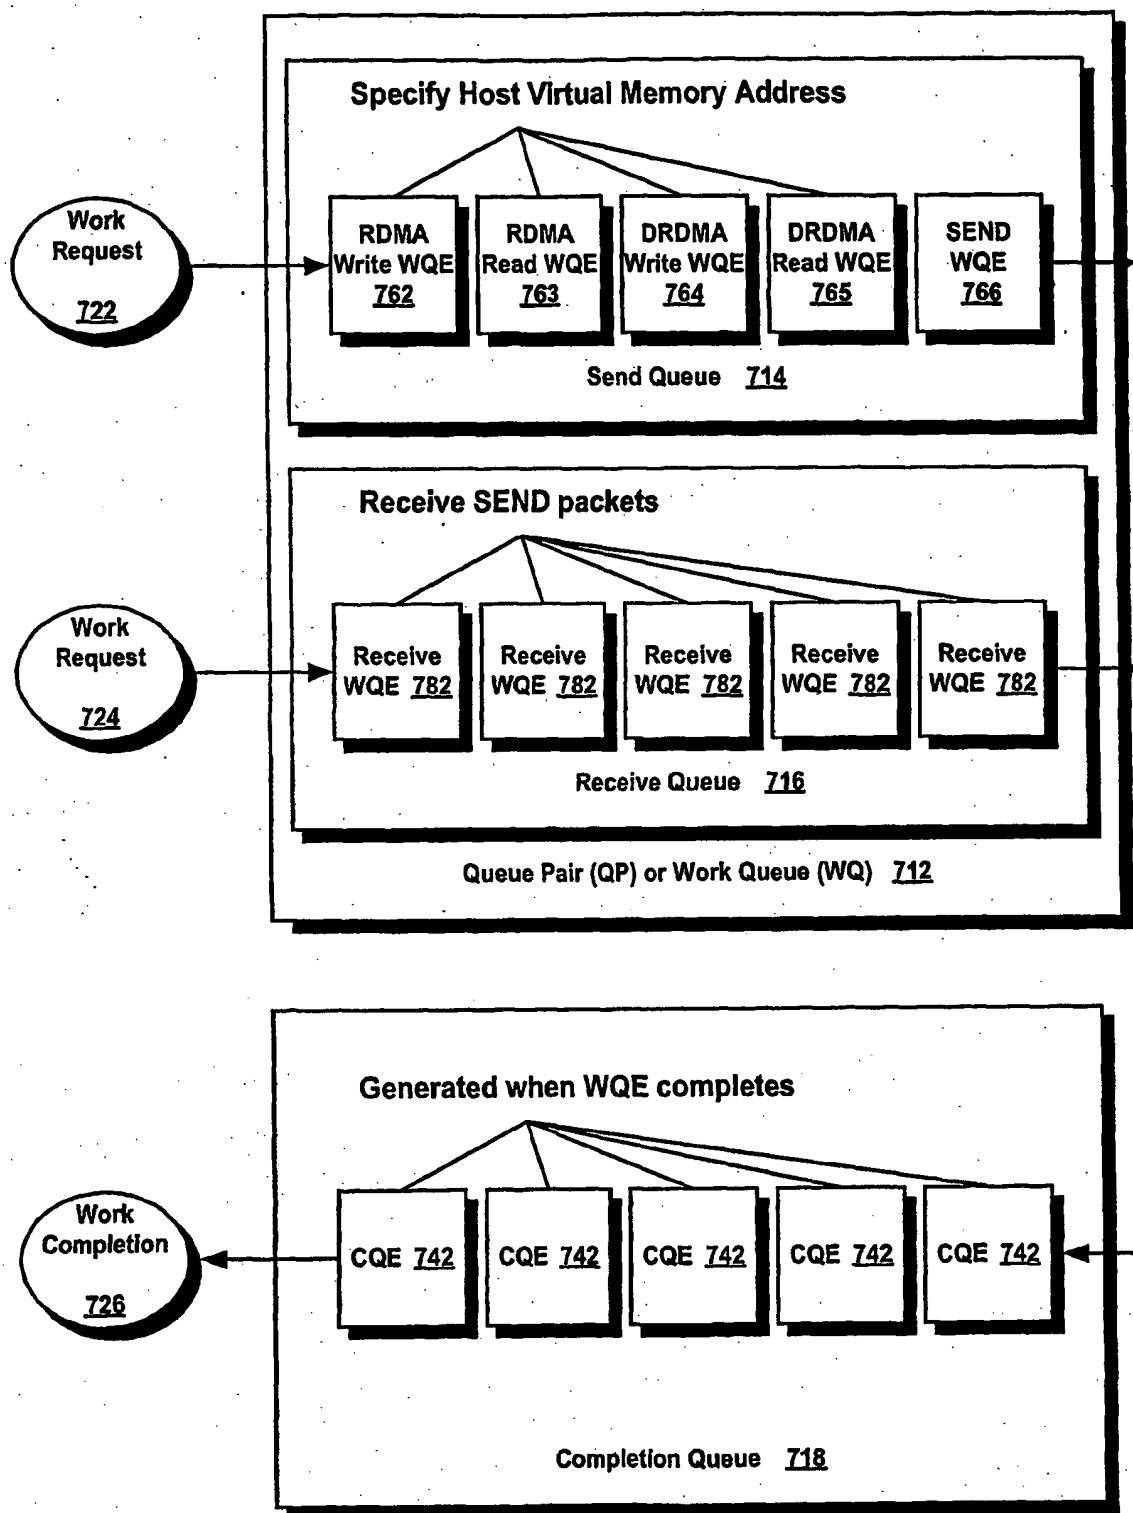 Specify Host Virtual Memory Address
Work
Request
722
RDMA
Write WQE
762
RDMA
Read WQE
763
DRDMA
Write WQE
764
DRDMA
Read WQE
765
SEND
WQE
766
Send Queue 714
Receive SEND packets
Work
Request
724
Receive
WQE 782
Receive
WQE 782
Receive
WQE 782
Receive
WQE 782
Receive
WQE 782
Receive Queue 716
Queue Pair (QP) or Work Queue (WQ) 712
Generated when WQE completes
Work
Completion
726
CQE 742
CQE 742
CQE 742
CQE 742
CQE 742
Completion Queue 718